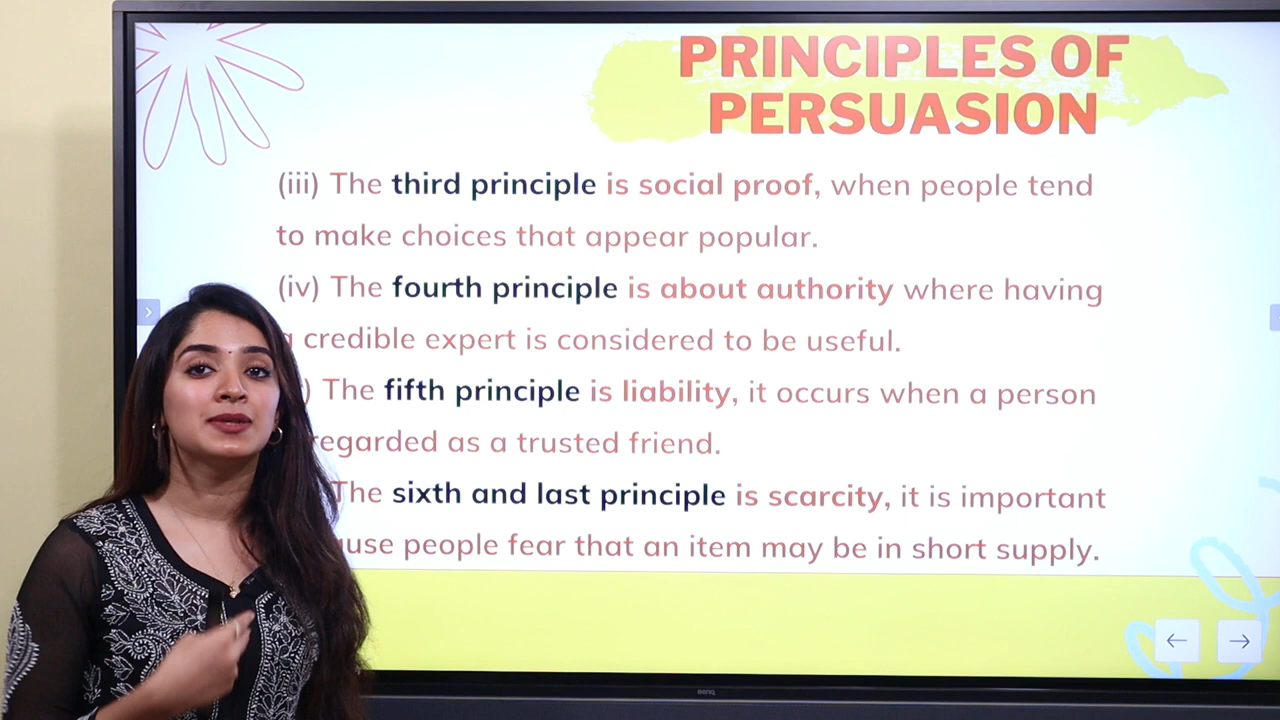 PRINCIPLES OF
PERSUASION
(iii) The third principle is social proof, when people tend
to make choices that appear popular.
(iv) The fourth principle is about authority where having
credible expert is considered to be useful.
The fifth principle is liability, it occurs when a person
regarded as a trusted friend.
The sixth and last principle is scarcity, it is important
people fear that an item may be in short supply.
BenQ